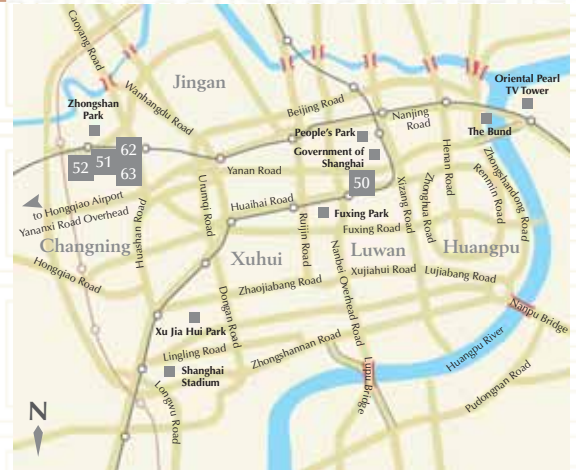 Caoyang Road
Jingan
Wanhangdu Road
Zhongshan
Park
Oriental Pearl
TV Tower
Beijing Road
Nanjing
Road
The Bund
People's Park
Government of
Shanghai
62
51
52
63
50
Yanan Road
Henan Road
Zhongshandong Road
Renmin Road
Zhonghua Road
Xizang Road
to Hongqiao Airport
Yananxi Road Overhead
Urumqi Road
Huaihai Road
Fuxing Park
Fuxing Road
Ruijin Road
Huashan Road
Changning
Xuhui
Luwan
Huangpu
Hongqiao Road
Nanbei Overhead Road
Xujiahui Road
Lujiabang Road
Zhaojiabang Road
Dongan Road
Nanpu Bridge
Xu Jia Hui Park
Lingling Road
Zhongshannan Road
Huangpu River
Shanghai
Stadium
Longwu Road
Lupu Bridge
Pudongnan Road
N